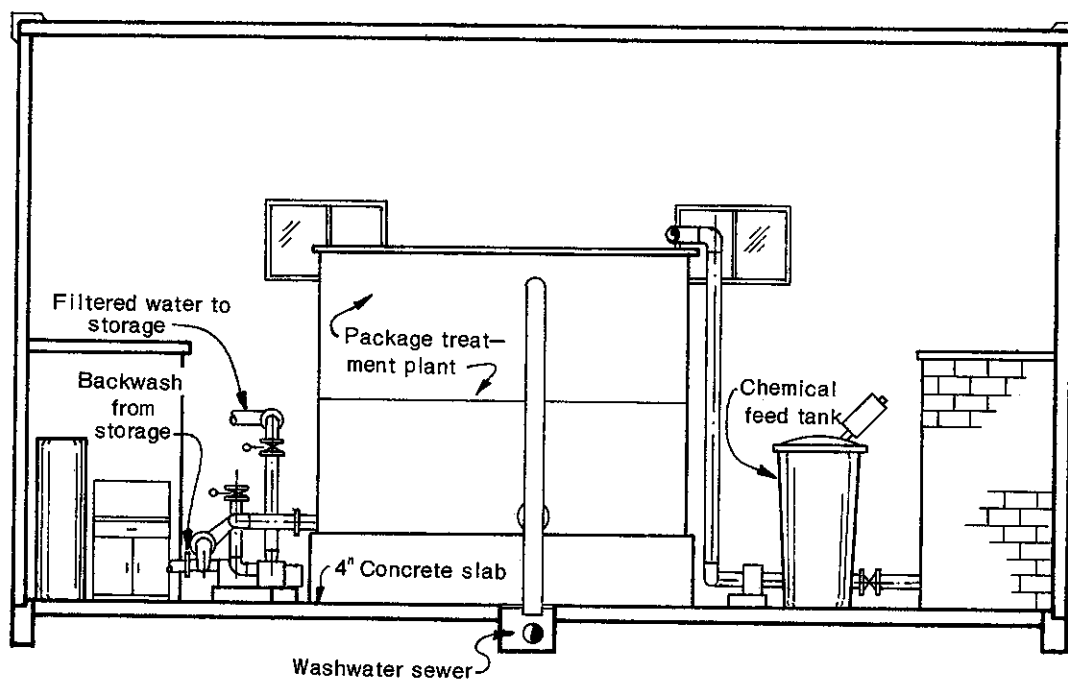 Filtered water to
storage
Package treat-
ment plant
Backwash
from
storage
Chemical
feed tank
4" Concrete slab
Washwater sewer